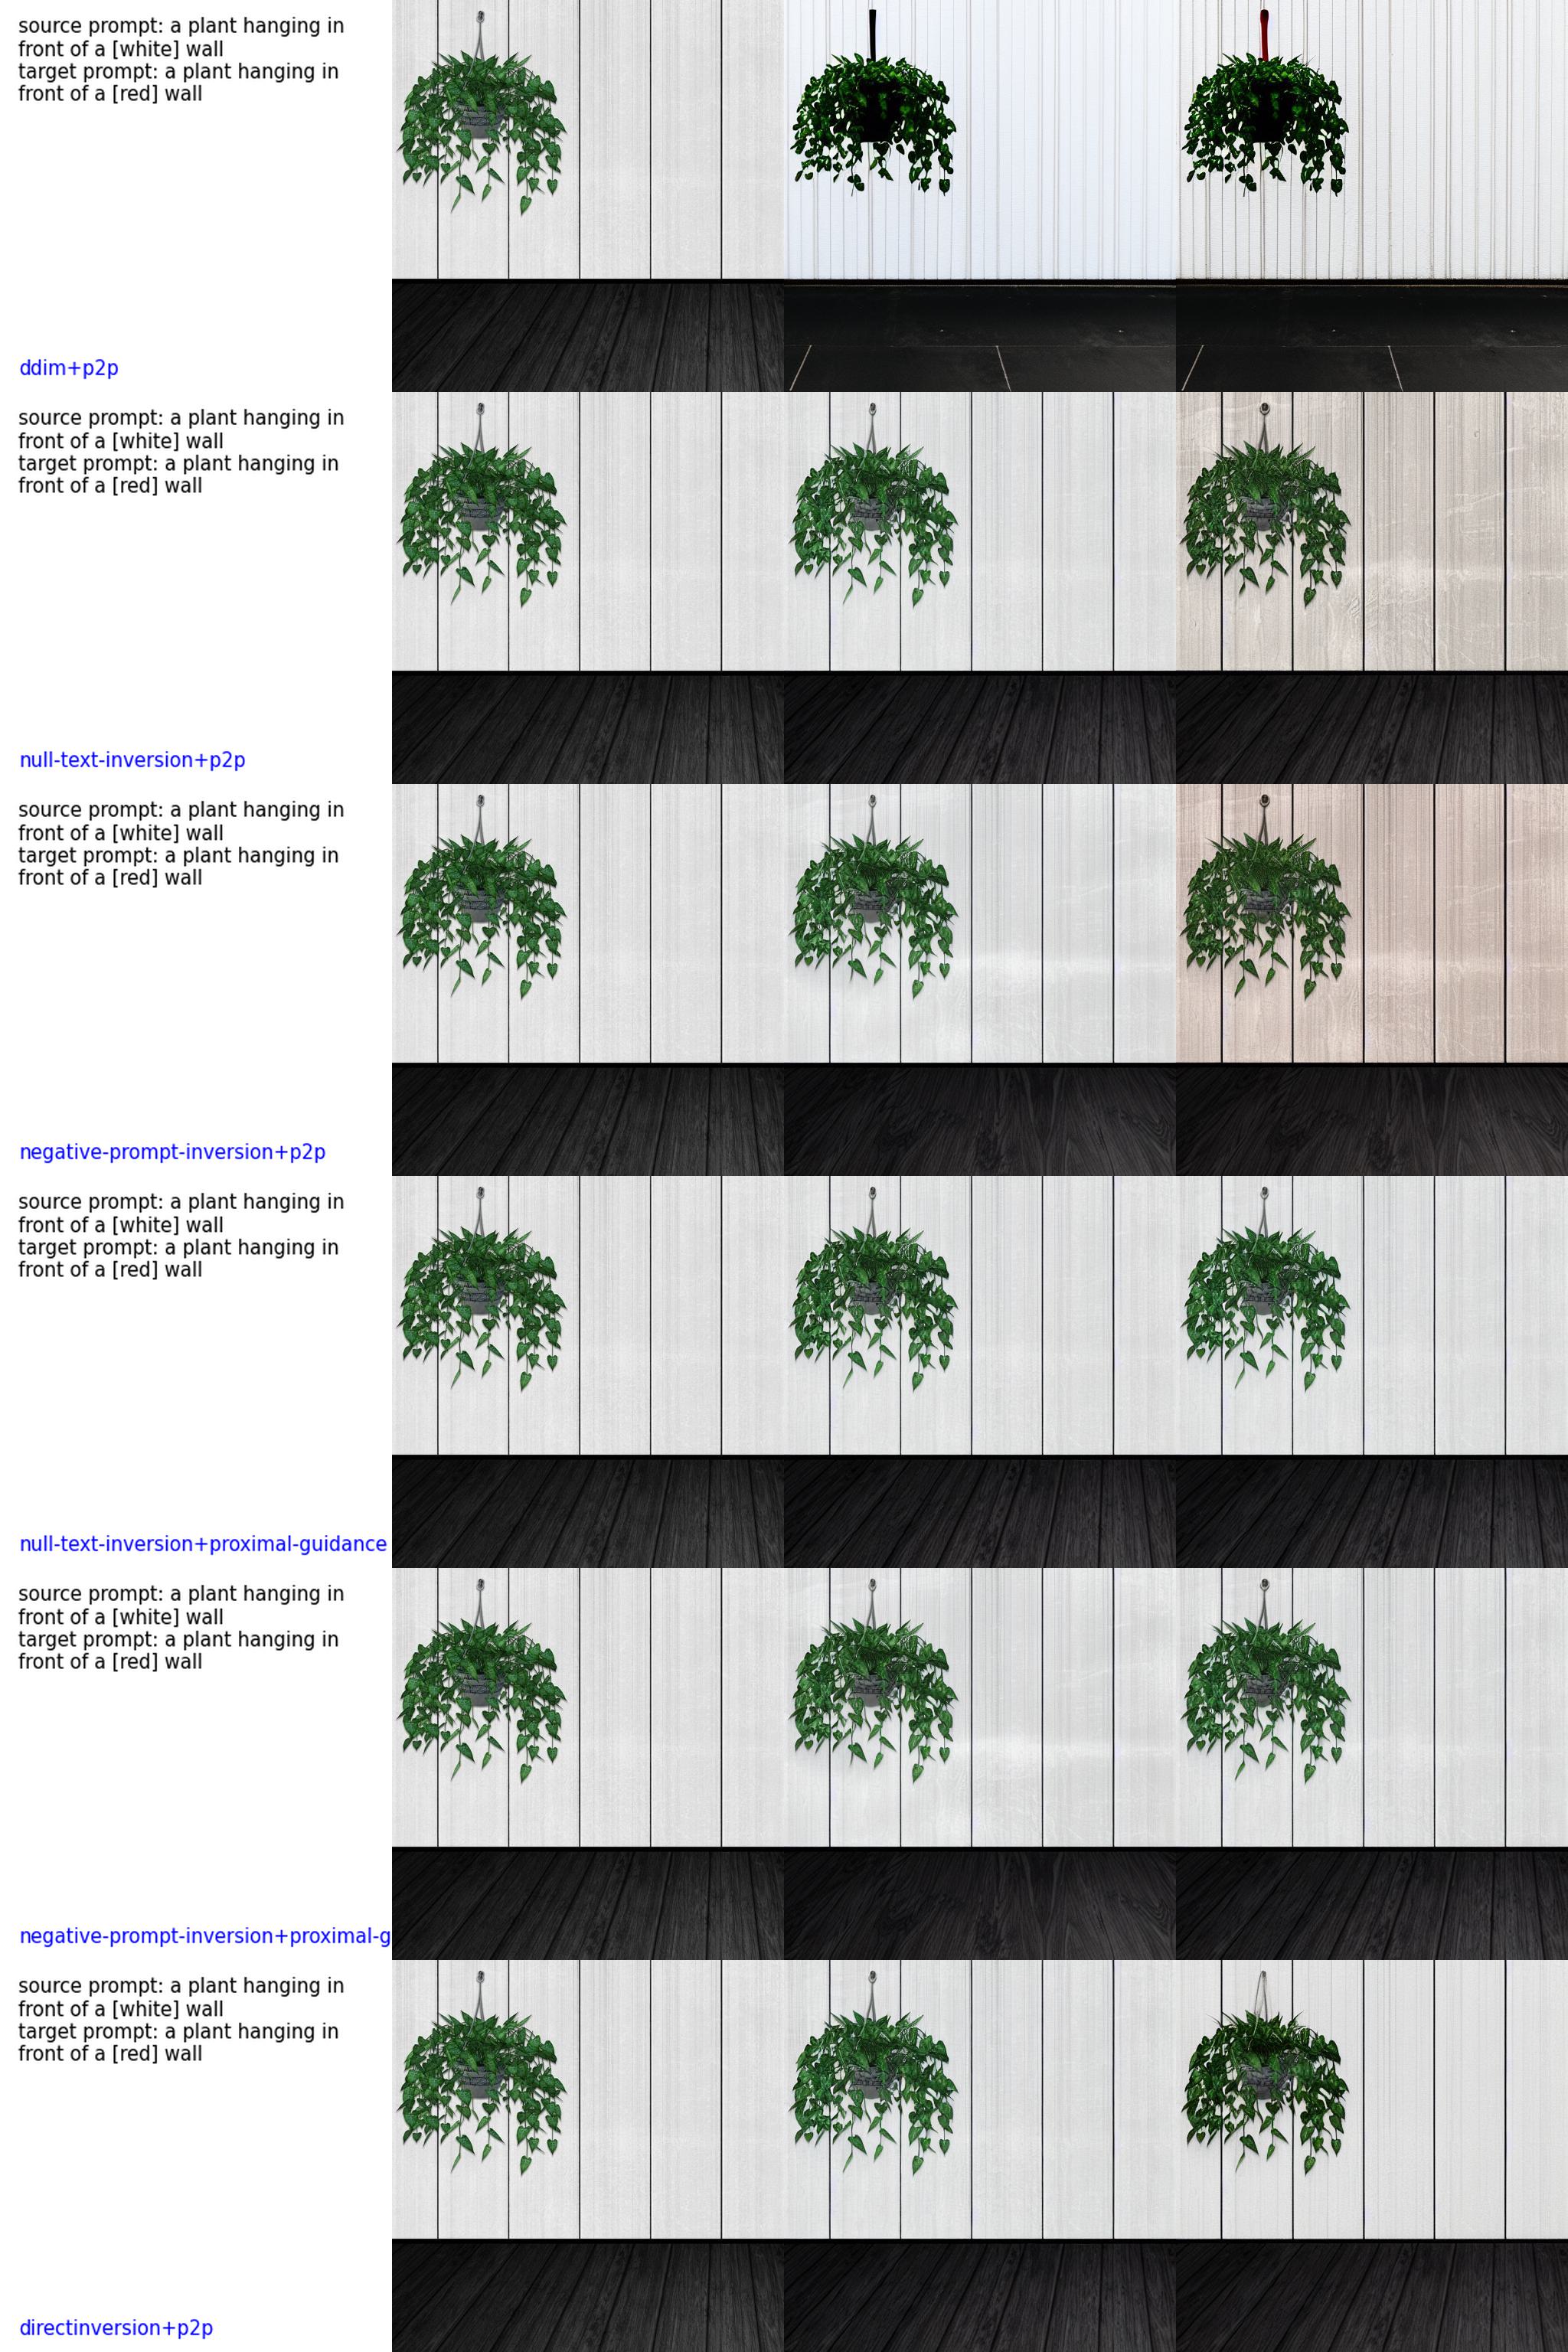 source prompt: a plant hanging in
front of a [white] wall
target prompt: a plant hanging in
front of a [red] wall
ddim+p2p
source prompt: a plant hanging in
front of a [white] wall
target prompt: a plant hanging in
front of a [red] wall
null-text-inversion+p2p
source prompt: a plant hanging in
front of a [white] wall
target prompt: a plant hanging in
front of a [red] wall
negative-prompt-inversion+p2p
source prompt: a plant hanging in
front of a [white] wall
target prompt: a plant hanging in
front of a [red] wall
null-text-inversion+proximal-guidance
source prompt: a plant hanging in
front of a [white] wall
target prompt: a plant hanging in
front of a [red] wall
negative-prompt-inversion+proximal-g
source prompt: a plant hanging in
front of a [white] wall
target prompt: a plant hanging in
front of a [red] wall
directinversion+p2p